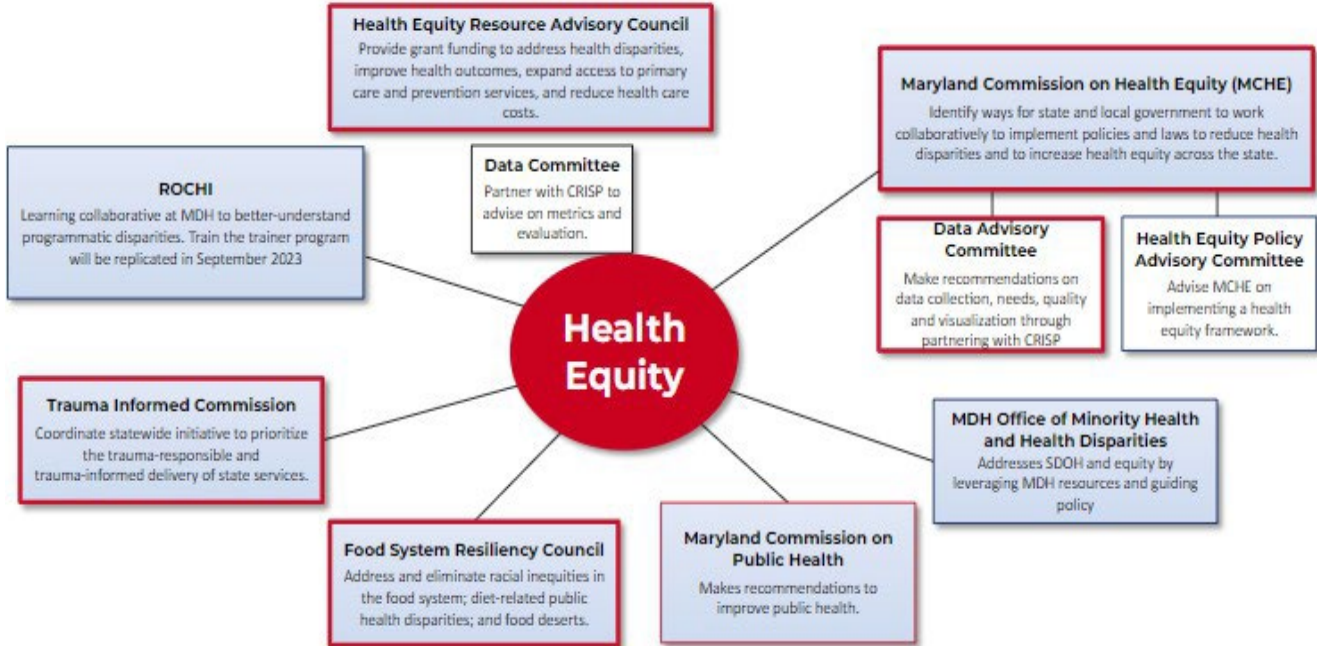 Health Equity Resource Advisory Council
Provide grant funding to address health disparities,
improve health outcomes, expand access to primary
care and prevention services, and reduce health care
costs.
Maryland Commission on Health Equity (MCHE)
Identify ways for state and local government to work
collaboratively to implement policies and laws to reduce health
disparities and to increase health equity across the state.
ROCHI
Learning collaborative at MDH to better-understand
programmatic disparities. Train the trainer program
will be replicated in September 2023
Data Committee
Partner with CRISP to
advise on metrics and
evaluation.
Data Advisory
Committee
Make recommendations on
data collection, needs, quality
and visualization through
partnering with CRISP
Health Equity Policy
Advisory Committee
Advise MCHE on
implementing a health
equity framework.
Health
Equity
Trauma Informed Commission
Coordinate statewide initiative to prioritize
the trauma-responsible and
trauma-informed delivery of state services.
MDH Office of Minority Health
and Health Disparities
Addresses SDOH and equity by
leveraging MDH resources and guiding
policy
Food System Resiliency Council
Address and eliminate racial inequities in
the food system; diet-related public
health disparities; and food deserts.
Maryland Commission on
Public Health
Makes recommendations to
improve public health.